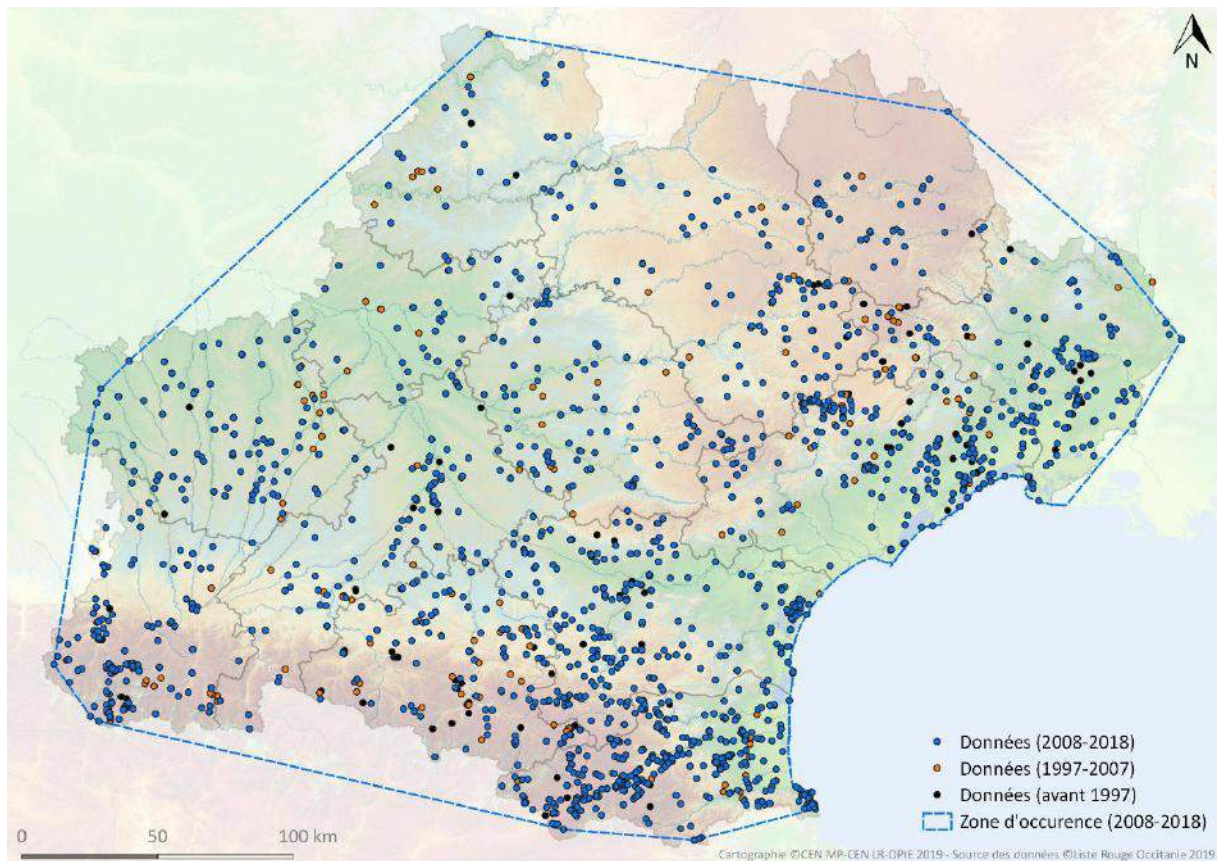 N
Données (2008-2018)
Données (1997-2007)
Données (avant 1997)
Zone d'occurence (2008-2018)
0 50 100 km
Cartographie ©CEN MP-CEN LR-OPIE 2019 - Source des données ©Liste Rouge Occitanie 2019